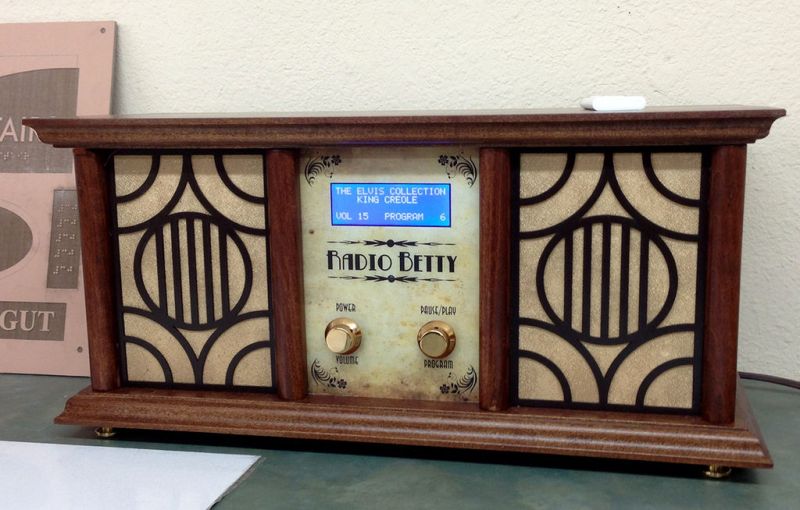 THE ELVIS COLLECTION
KING CREOLE
VOL 15 PROGRAM 6
RADIO BETTY
POWER
VOLUME
PAUSE/PLAY
PROGRAM
GUT